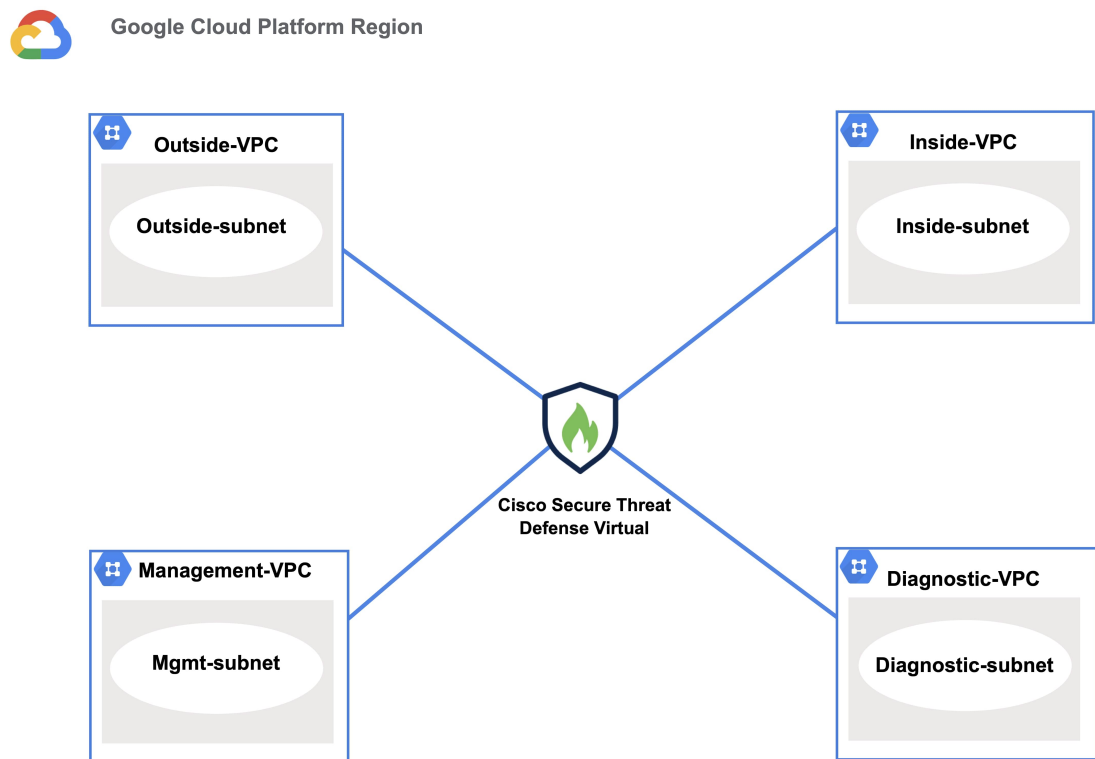 Google Cloud Platform Region
Outside-VPC
Outside-subnet
Inside-VPC
Inside-subnet
Cisco Secure Threat
Defense Virtual
Management-VPC
Mgmt-subnet
Diagnostic-VPC
Diagnostic-subnet